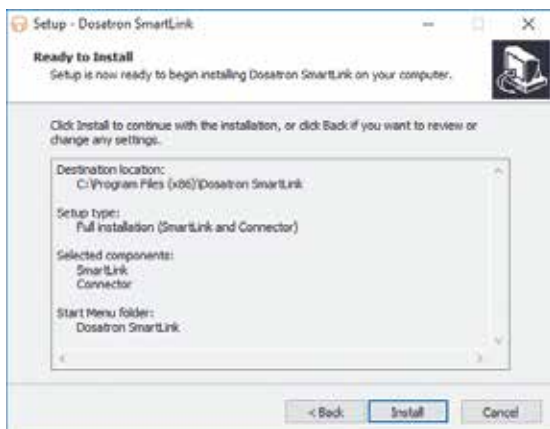 Setup - Dosatron SmartLink
Ready to Install
Setup is now ready to begin installing Dosatron SmartLink on your computer.
Click Install to continue with the installation, or click Back if you want to review or
change any settings.
Destination location:
C:\Program Files (x86)\Dosatron SmartLink
Setup type:
Full installation (SmartLink and Connector)
Selected components:
SmartLink
Connector
Start Menu folder:
Dosatron SmartLink
< Back
Install
Cancel